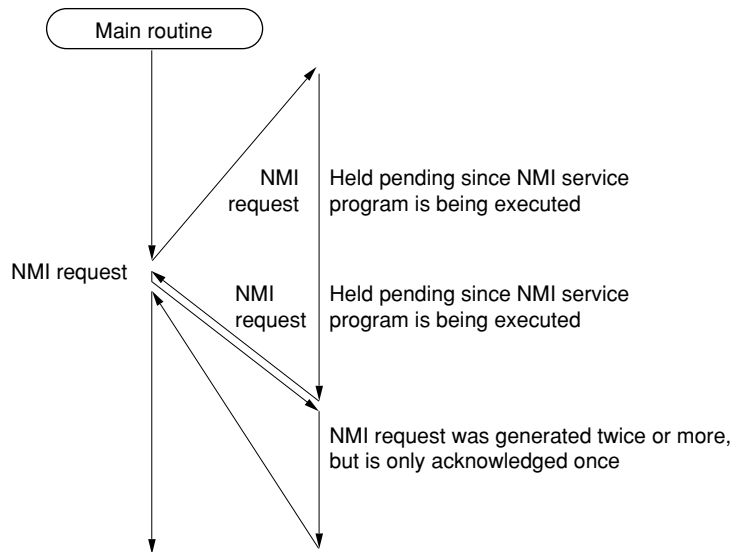 Main routine
NMI
request
Held pending since NMI service
program is being executed
NMI request
NMI
request
Held pending since NMI service
program is being executed
NMI request was generated twice or more,
but is only acknowledged once